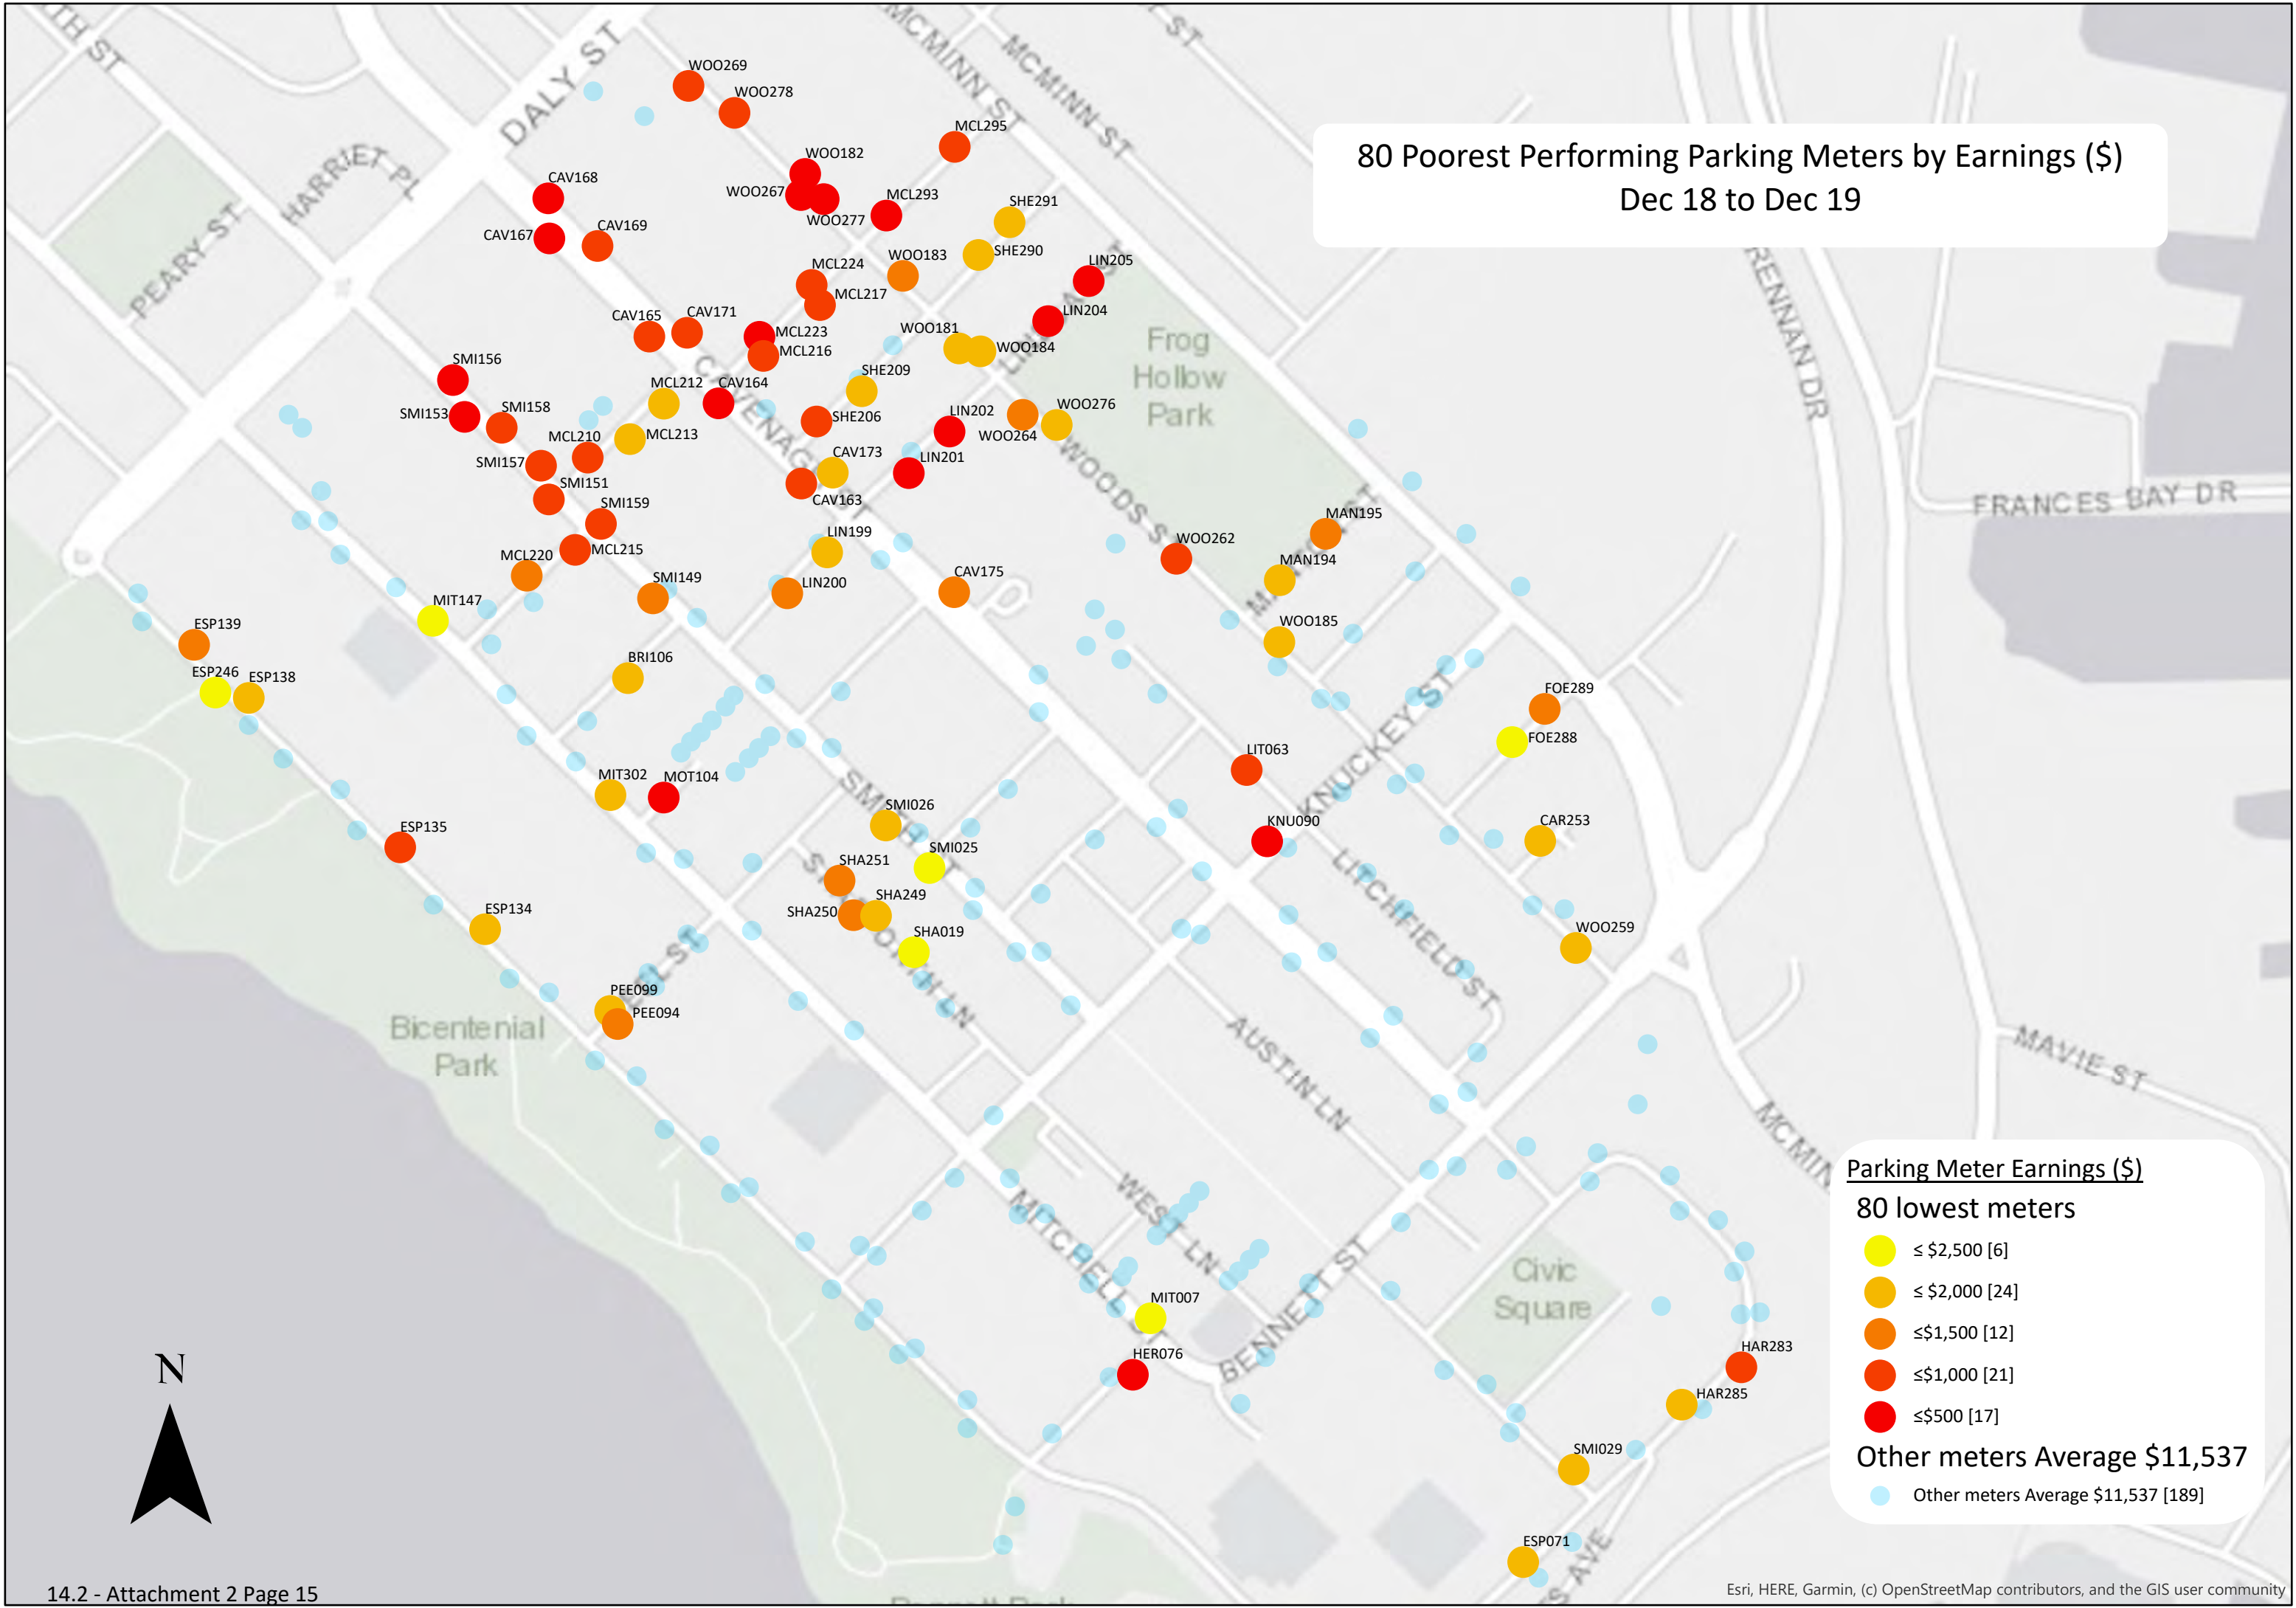 TH ST
DALY ST
MCMINN ST
MCMINN ST
ST
WOO269
WOO278
80 Poorest Performing Parking Meters by Earnings ($)
Dec 18 to Dec 19
MCL295
HARRIET PL
WOO182
CAV168
WOO267
MCL293
SHE291
WOO277
PEARY ST
CAV167
CAV169
WOO183
SHE290
MCL224
LIN205
RENNAN DR
MCL217
CAV165
CAV171
LIN204
WOO181
MCL223
WOO184
Frog
Hollow
Park
MCL216
SMI156
SHE209
MCL212
CAV164
CAVENAGH ST
SMI153
SMI158
WOO276
LIN202
SHE206
WOO264
MCL210
MCL213
CAV173
LIN201
SMI157
WOODS S
SMI151
CAV163
FRANCES BAY DR
SMI159
MAN195
LIN199
WOO262
MCL220
MCL215
MAN194
SMI149
LIN200
CAV175
MIT147
ESP139
WOO185
BRI106
ESP246
ESP138
KNUCKEY ST
FOE289
FOE288
LIT063
MIT302
MOT104
SMITH ST
SMI026
ESP135
KNU090
CAR253
SMI025
SHA251
LITCHFIELD ST
SHA249
ESP134
SHA250
WOO259
SHA019
PEE099
PEE094
Bicentenial
Park
AUSTIN LN
MAVIE ST
MCMIN
WEST LN
MITCHELL ST
Parking Meter Earnings ($)
80 lowest meters
≤ $2,500 [6]
≤ $2,000 [24]
≤$1,500 [12]
≤$1,000 [21]
≤$500 [17]
Other meters Average $11,537
Other meters Average $11,537 [189]
BENNETT ST
Civic
Square
MIT007
HER076
HAR283
HAR285
N
SMI029
ESP071
S AVE
14.2 - Attachment 2 Page 15
Esri, HERE, Garmin, (c) OpenStreetMap contributors, and the GIS user community